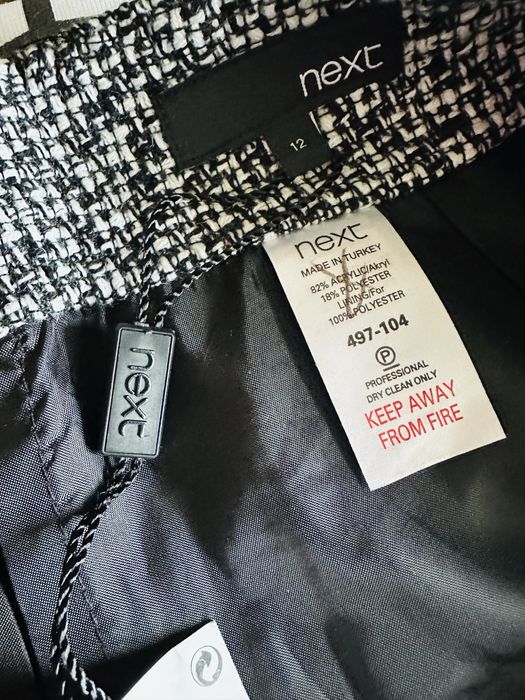 next
12
next
MADE IN TURKEY
82% ACRYLIC/Akryl
18% POLYESTER
LINING/For
100% POLYESTER
497-104
P
PROFESSIONAL
DRY CLEAN ONLY
KEEP AWAY
FROM FIRE
next